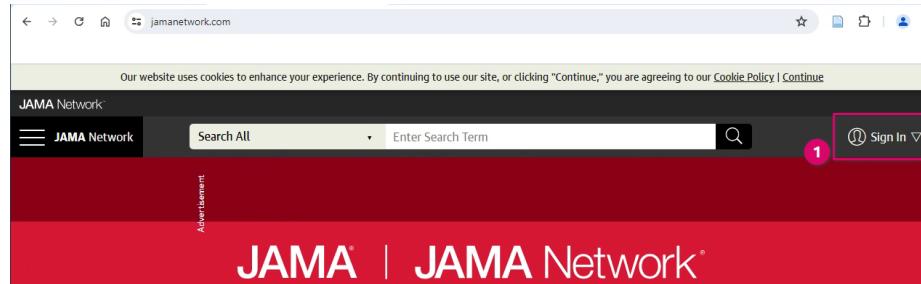 jamanetwork.com
Our website uses cookies to enhance your experience. By continuing to use our site, or clicking "Continue," you are agreeing to our Cookie Policy | Continue
JAMA Network
JAMA Network
Search All
Enter Search Term
1
Sign In
Advertisement
JAMA | JAMA Network